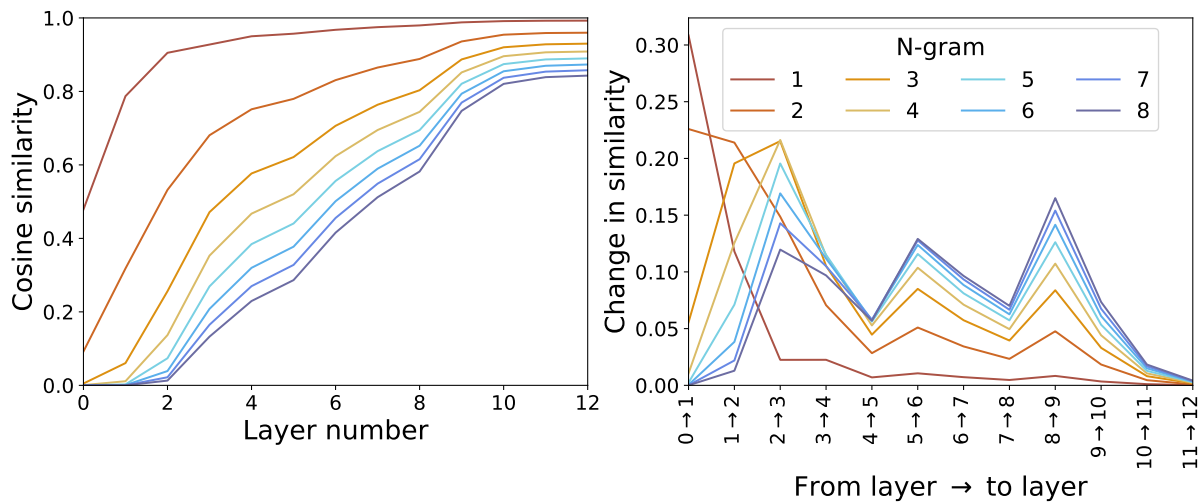 Cosine similarity
1.0
0.8
0.6
0.4
0.2
0.0
0 2 4 6 8 10 12
Layer number
Change in similarity
0.30
0.25
0.20
0.15
0.10
0.05
0.00
N-gram
1 3 5 7
2 4 6 8
0→1 1→2 2→3 3→4 4→5 5→6 6→7 7→8 8→9 9→10 10→11 11→12
From layer → to layer